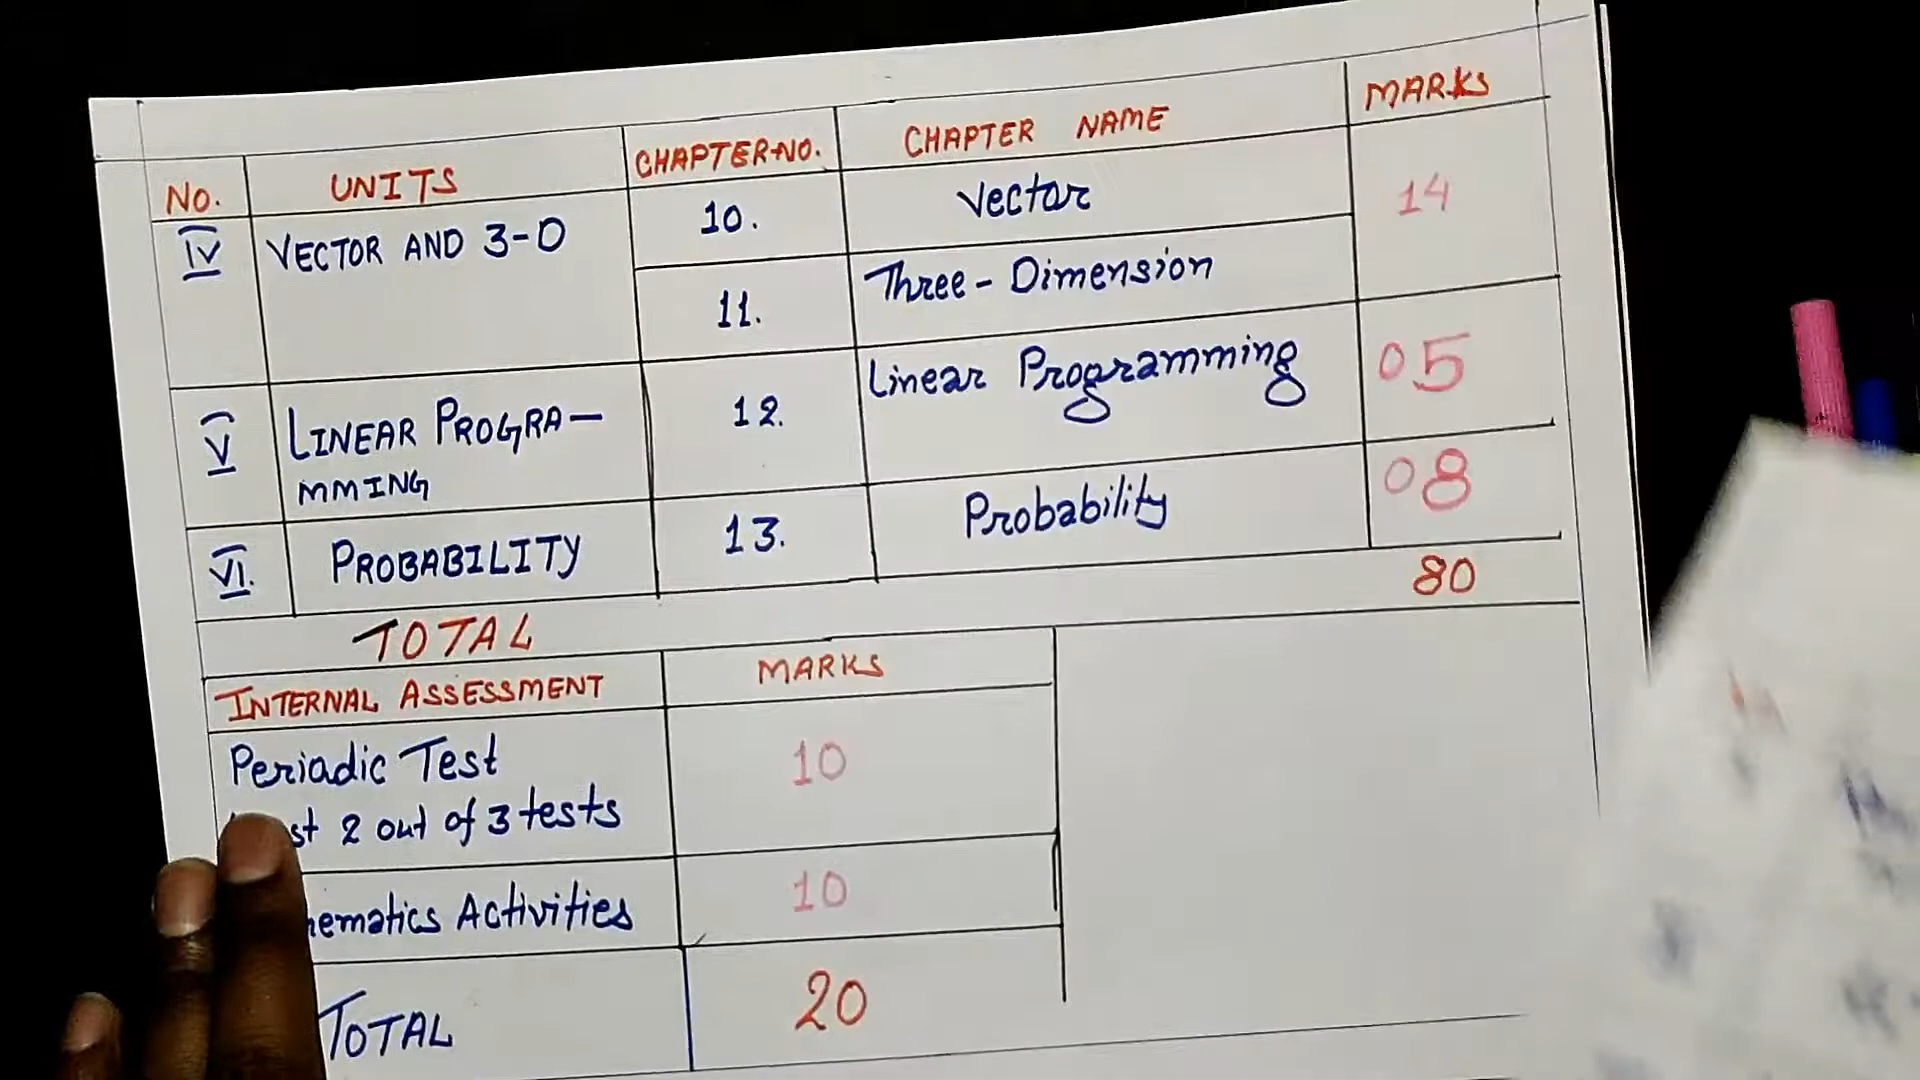 No. UNITS CHAPTER-NO. CHAPTER NAME MARKS
IV VECTOR AND 3-D 10. Vector 14
11. Three-Dimension
V LINEAR PROGRA- 12. Linear Programming 05
MMING
VI. PROBABILITY 13. Probability 08
TOTAL 80
INTERNAL ASSESSMENT MARKS
Periadic Test 10
2 out of 3 tests
Activities 10
TOTAL 20